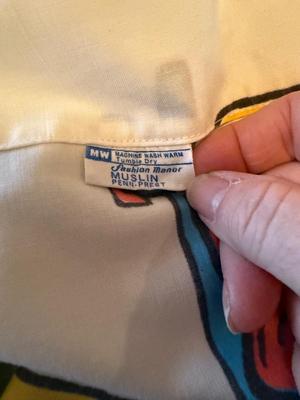 MW MACHINE WASH WARM
Tumble Dry
Fashion Manor
MUSLIN
PENN-PREST